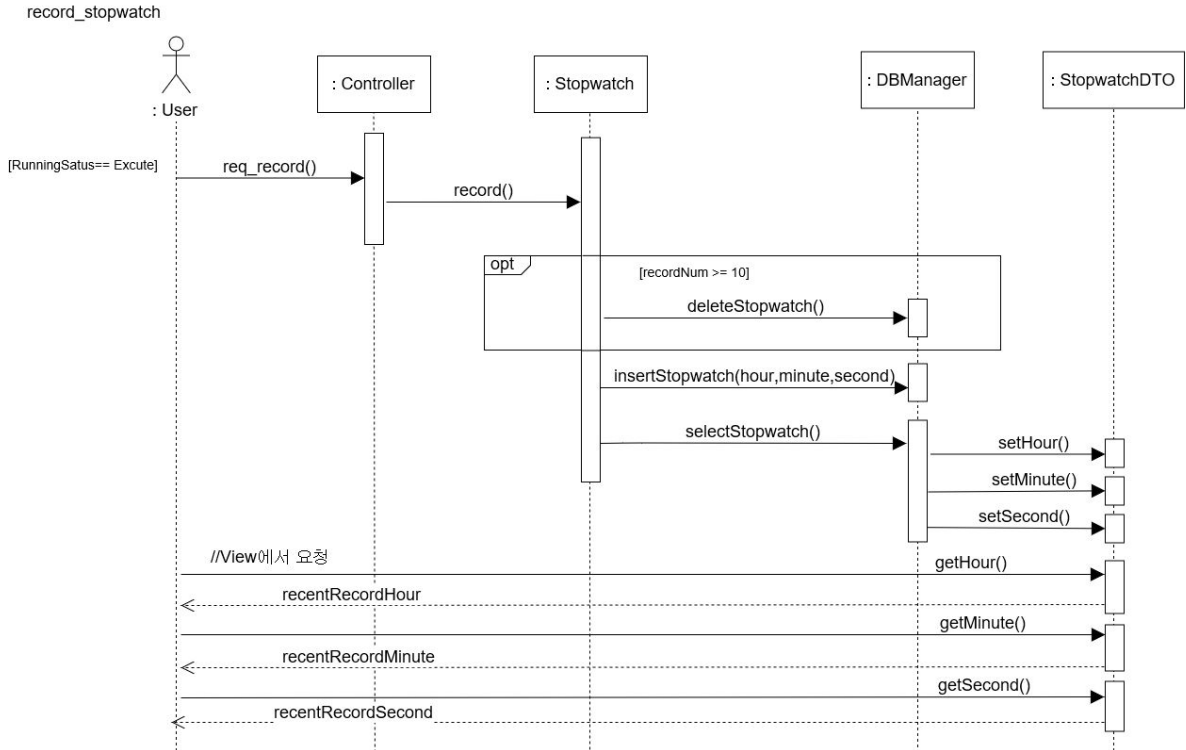 record_stopwatch
: User
: Controller
: Stopwatch
: DBManager
: StopwatchDTO
[RunningSatus== Excute]
req_record()
record()
opt
[recordNum >= 10]
deleteStopwatch()
insertStopwatch(hour,minute,second)
selectStopwatch()
setHour()
setMinute()
setSecond()
//View에서 요청
getHour()
recentRecordHour
getMinute()
recentRecordMinute
getSecond()
recentRecordSecond